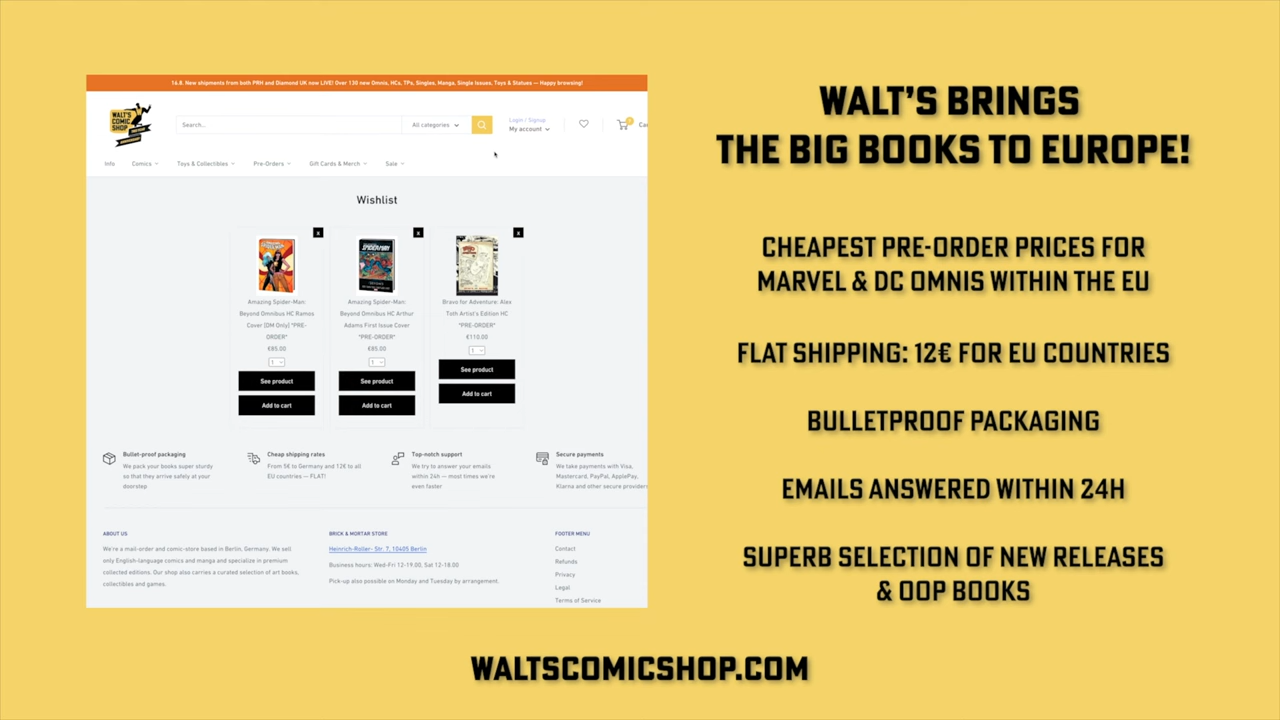 16.8. New shipments from both PRH and Diamond UK now LIVE! Over 130 new Omnis, HCs, TPs, Singles, Manga, Single Issues, Toys & Statues — Happy browsing!
WALT'S
COMIC
SHOP
Search...
All categories
Login / Signup
My account
Info
Comics
Toys & Collectibles
Pre-Orders
Gift Cards & Merch
Sale
Wishlist
x
x
x
Amazing Spider-Man:
Beyond Omnibus HC Ramos
Cover [DM Only] *PRE-
ORDER*
€85.00
1
See product
Add to cart
Amazing Spider-Man:
Beyond Omnibus HC Arthur
Adams First Issue Cover
*PRE-ORDER*
€85.00
1
See product
Add to cart
Bravo for Adventure: Alex
Toth Artist's Edition HC
*PRE-ORDER*
€110.00
1
See product
Add to cart
Bullet-proof packaging
We pack your books super sturdy
so that they arrive safely at your
doorstep
Cheap shipping rates
From 5€ to Germany and 12€ to all
EU countries — FLAT!
Top-notch support
We try to answer your emails
within 24h — most times we're
even faster
Secure payments
We take payments with Visa,
Mastercard, PayPal, ApplePay,
Klarna and other secure providers
ABOUT US
We're a mail-order and comic-store based in Berlin, Germany. We sell
only English-language comics and manga and specialize in premium
collected editions. Our shop also carries a curated selection of art books,
collectibles and games.
BRICK & MORTAR STORE
Heinrich-Roller- Str. 7, 10405 Berlin
Business hours: Wed-Fri 12-19.00, Sat 12-18.00
Pick-up also possible on Monday and Tuesday by arrangement.
FOOTER MENU
Contact
Refunds
Privacy
Legal
Terms of Service
WALT'S BRINGS
THE BIG BOOKS TO EUROPE!
CHEAPEST PRE-ORDER PRICES FOR
MARVEL & DC OMNIS WITHIN THE EU
FLAT SHIPPING: 12€ FOR EU COUNTRIES
BULLETPROOF PACKAGING
EMAILS ANSWERED WITHIN 24H
SUPERB SELECTION OF NEW RELEASES
& OOP BOOKS
WALTSCOMICSHOP.COM